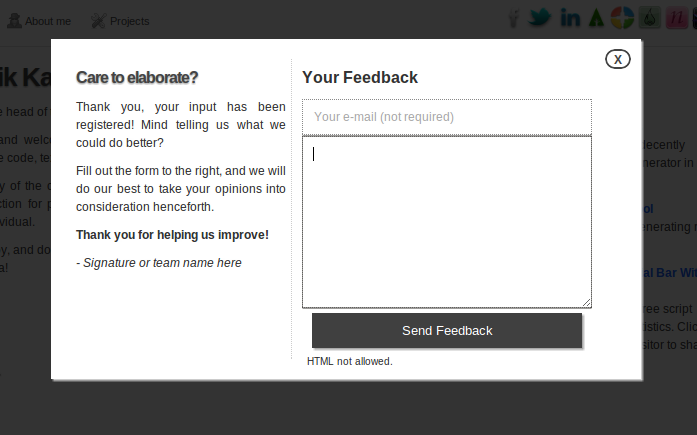 About me
Projects
X
Care to elaborate?
Thank you, your input has been
registered! Mind telling us what we
could do better?
Fill out the form to the right, and we will
do our best to take your opinions into
consideration henceforth.
Thank you for helping us improve!
- Signature or team name here
Your Feedback
Your e-mail (not required)
Send Feedback
HTML not allowed.
ik Ka
e head of
and welc
e code, te
y of the
ction for p
vidual.
y, and do
a!
ecently
nerator in
ol
enerating
al Bar Wit
ree script
istics. Clic
sitor to sha